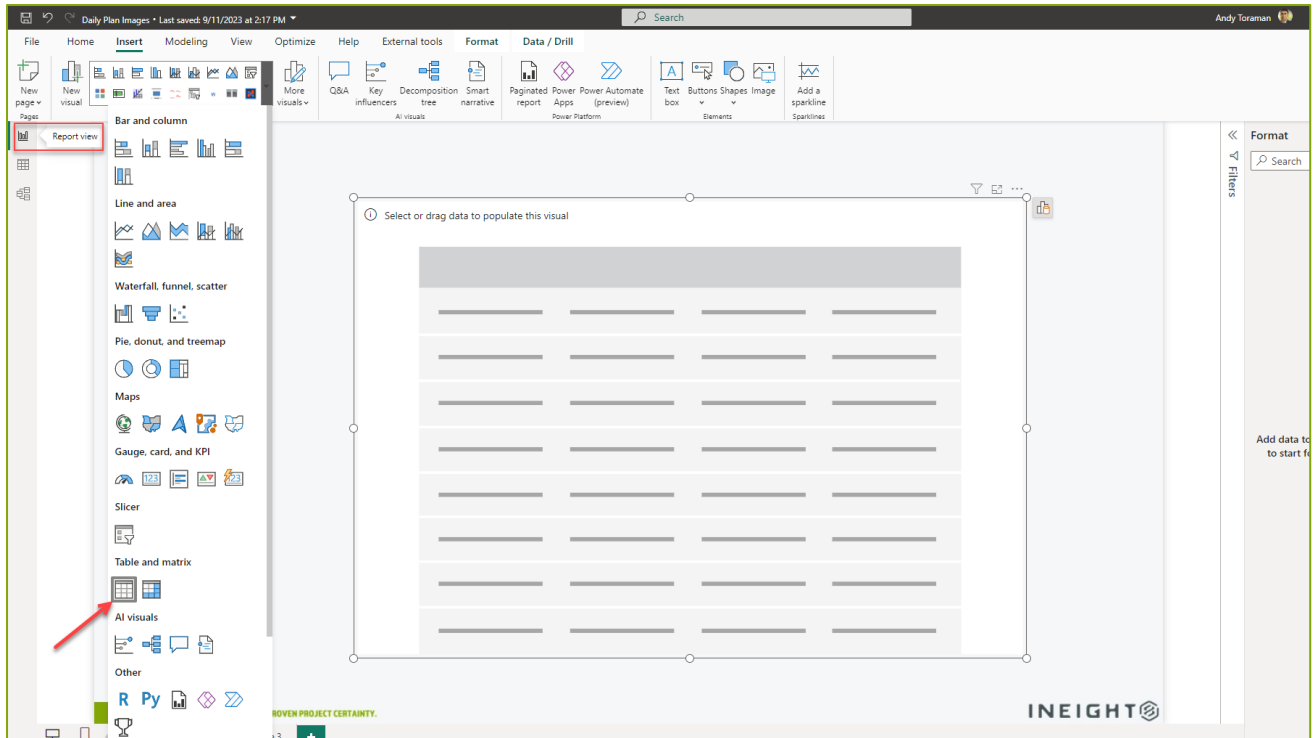 Daily Plan Images • Last saved: 9/11/2023 at 2:17 PM
Search
Andy Toraman
File Home Insert Modeling View Optimize Help External tools Format Data / Drill
New page
New visual
More visuals
Q&A
Key influencers
Decomposition tree
Smart narrative
Paginated report
Power Apps
Power Automate (preview)
Text box
Buttons
Shapes
Image
Add a sparkline
Pages
AI visuals
Power Platform
Elements
Sparklines
Report view
Bar and column
Line and area
Waterfall, funnel, scatter
Pie, donut, and treemap
Maps
Gauge, card, and KPI
123
123
Slicer
Table and matrix
AI visuals
Other
R Py
Select or drag data to populate this visual
Filters
Format
Search
Add data to
to start fo
ROVEN PROJECT CERTAINTY.
INEIGHT
3
+